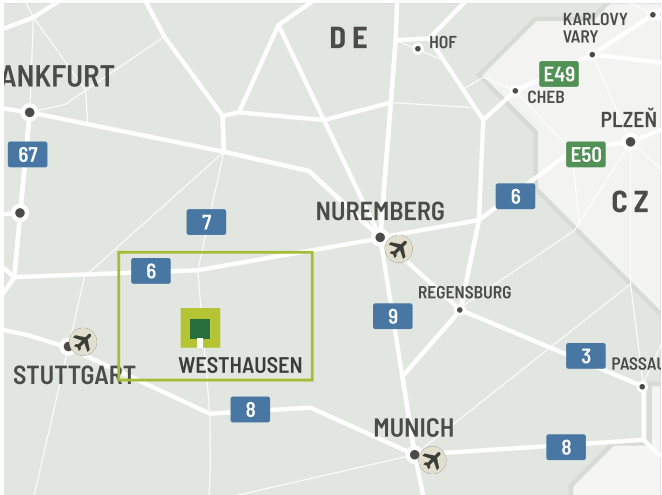 KARLOVY
VARY
DE
HOF
E49
ANKFURT
CHEB
PLZEŇ
67
E50
6
CZ
NUREMBERG
7
6
REGENSBURG
9
3
WESTHAUSEN
PASSAU
STUTTGART
8
MUNICH
8